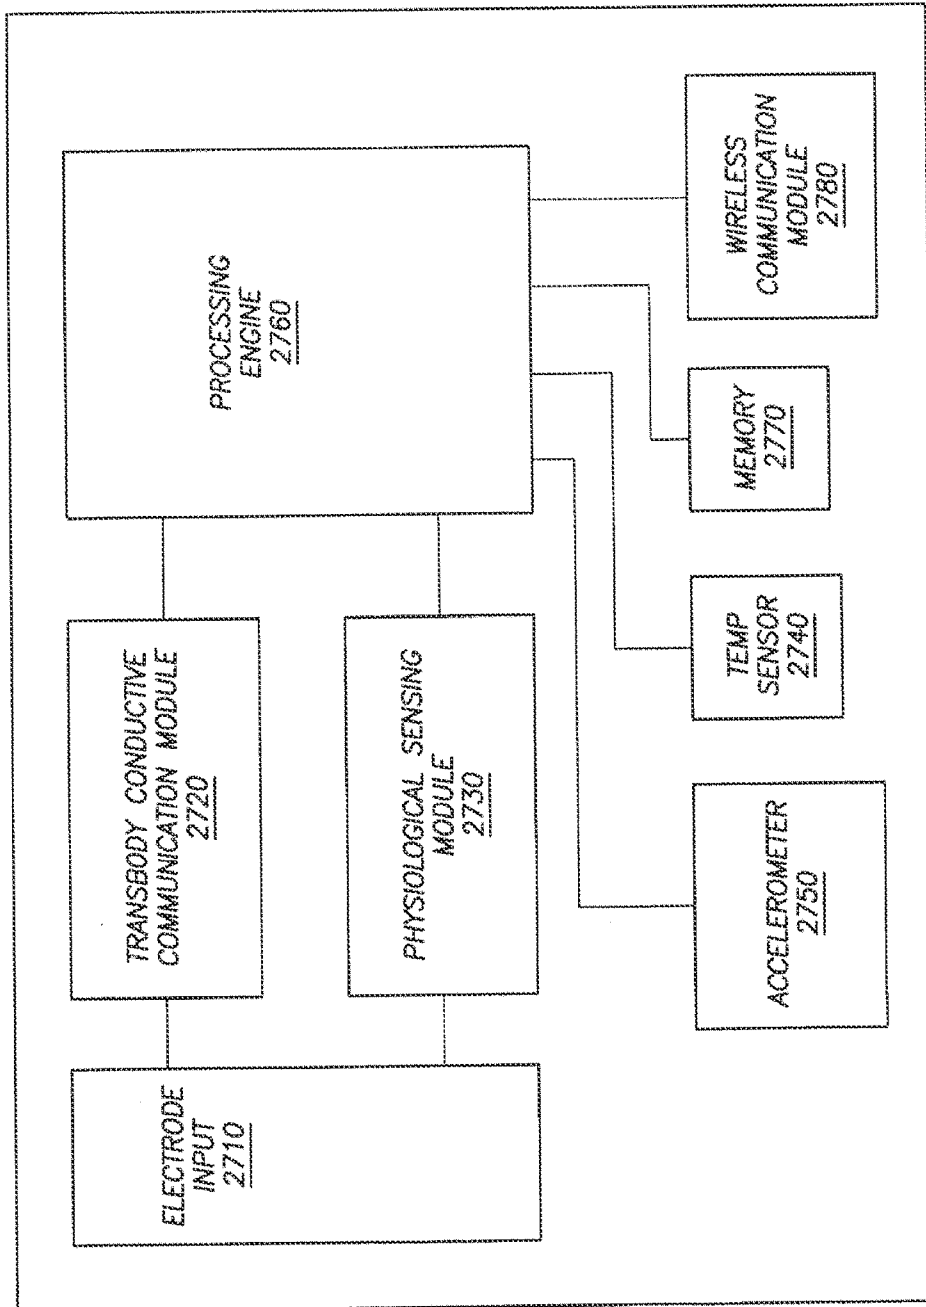 ELECTRODE
INPUT
2710
TRANSBODY CONDUCTIVE
COMMUNICATION MODULE
2720
PHYSIOLOGICAL SENSING
MODULE
2730
PROCESSING
ENGINE
2760
ACCELEROMETER
2750
TEMP
SENSOR
2740
MEMORY
2770
WIRELESS
COMMUNICATION
MODULE
2780